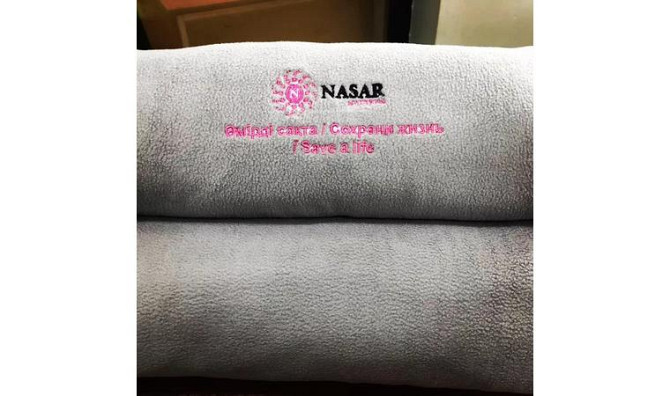 N
NASAR
Өмірді сақта / Сохрани жизнь
/ Save a life